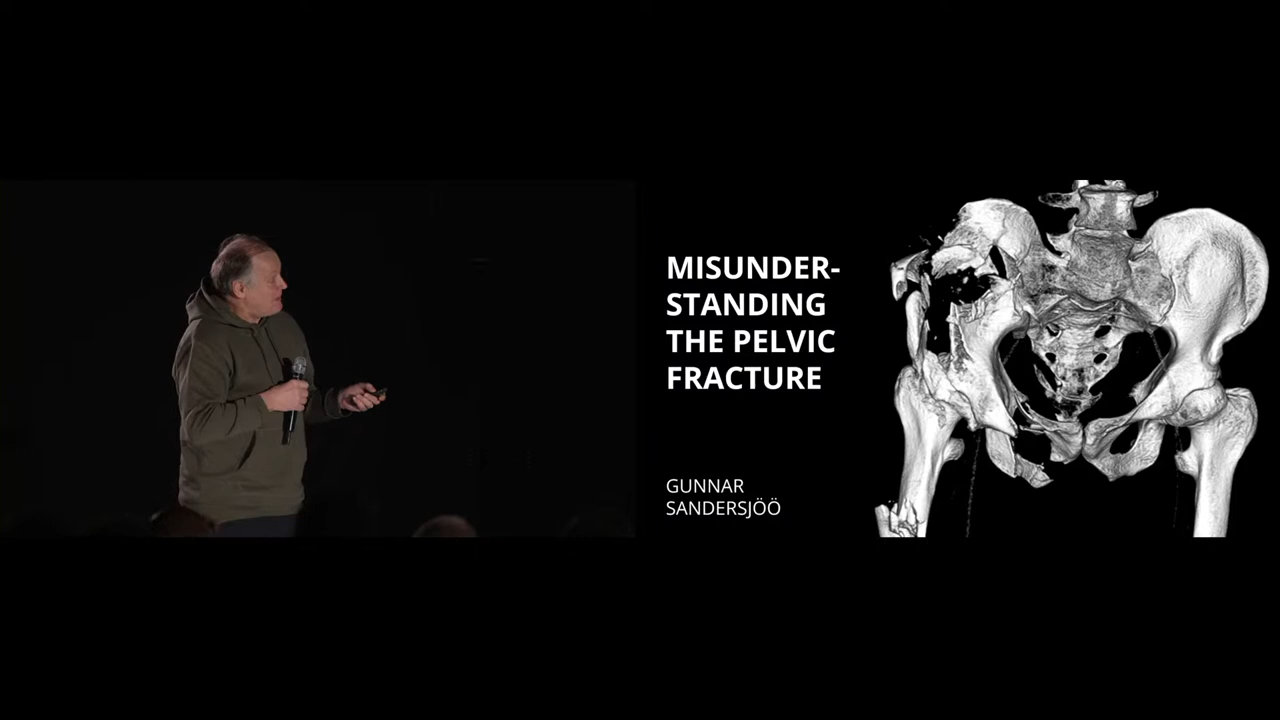 MISUNDER-
STANDING
THE PELVIC
FRACTURE
GUNNAR
SANDERSJÖÖ